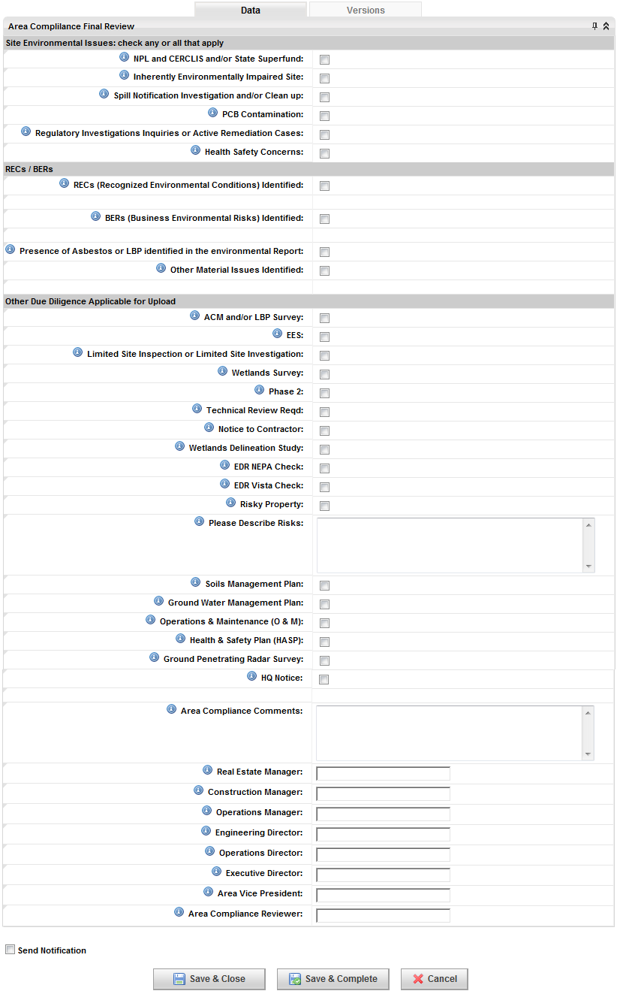 Data Versions
Area Complilance Final Review
Site Environmental Issues: check any or all that apply
NPL and CERCLIS and/or State Superfund:
Inherently Environmentally Impaired Site:
Spill Notification Investigation and/or Clean up:
PCB Contamination:
Regulatory Investigations Inquiries or Active Remediation Cases:
Health Safety Concerns:
RECs / BERs
RECs (Recognized Environmental Conditions) Identified:
BERs (Business Environmental Risks) Identified:
Presence of Asbestos or LBP identified in the environmental Report:
Other Material Issues Identified:
Other Due Diligence Applicable for Upload
ACM and/or LBP Survey:
EES:
Limited Site Inspection or Limited Site Investigation:
Wetlands Survey:
Phase 2:
Technical Review Reqd:
Notice to Contractor:
Wetlands Delineation Study:
EDR NEPA Check:
EDR Vista Check:
Risky Property:
Please Describe Risks:
Soils Management Plan:
Ground Water Management Plan:
Operations & Maintenance (O & M):
Health & Safety Plan (HASP):
Ground Penetrating Radar Survey:
HQ Notice:
Area Compliance Comments:
Real Estate Manager:
Construction Manager:
Operations Manager:
Engineering Director:
Operations Director:
Executive Director:
Area Vice President:
Area Compliance Reviewer:
Send Notification
Save & Close Save & Complete Cancel